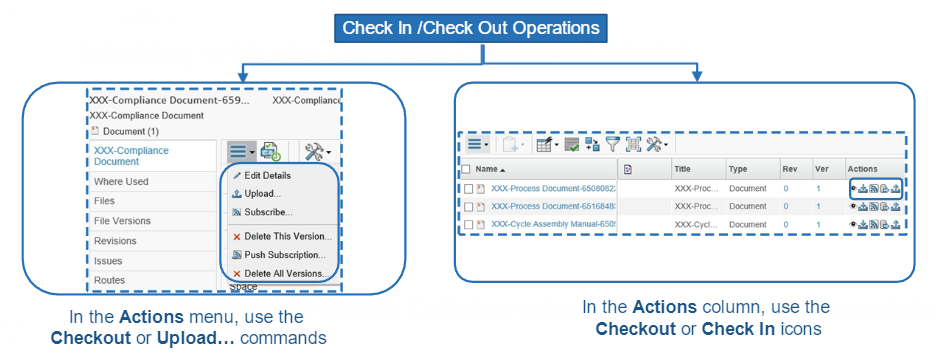 Check In /Check Out Operations
XXX-Compliance Document-659... XXX-Compliance
XXX-Compliance Document
Document (1)
XXX-Compliance
Document
Where Used
Files
File Versions
Revisions
Issues
Routes
Edit Details
Upload...
Subscribe...
Delete This Version...
Push Subscription...
Delete All Versions...
Space
In the Actions menu, use the
Checkout or Upload… commands
Name Title Type Rev Ver Actions
XXX-Process Document-6508082 XXX-Proc... Document 0 1
XXX-Process Document-6516848 XXX-Proc... Document 0 1
XXX-Cycle Assembly Manual-650 XXX-Cycl... Document 0 1
In the Actions column, use the
Checkout or Check In icons